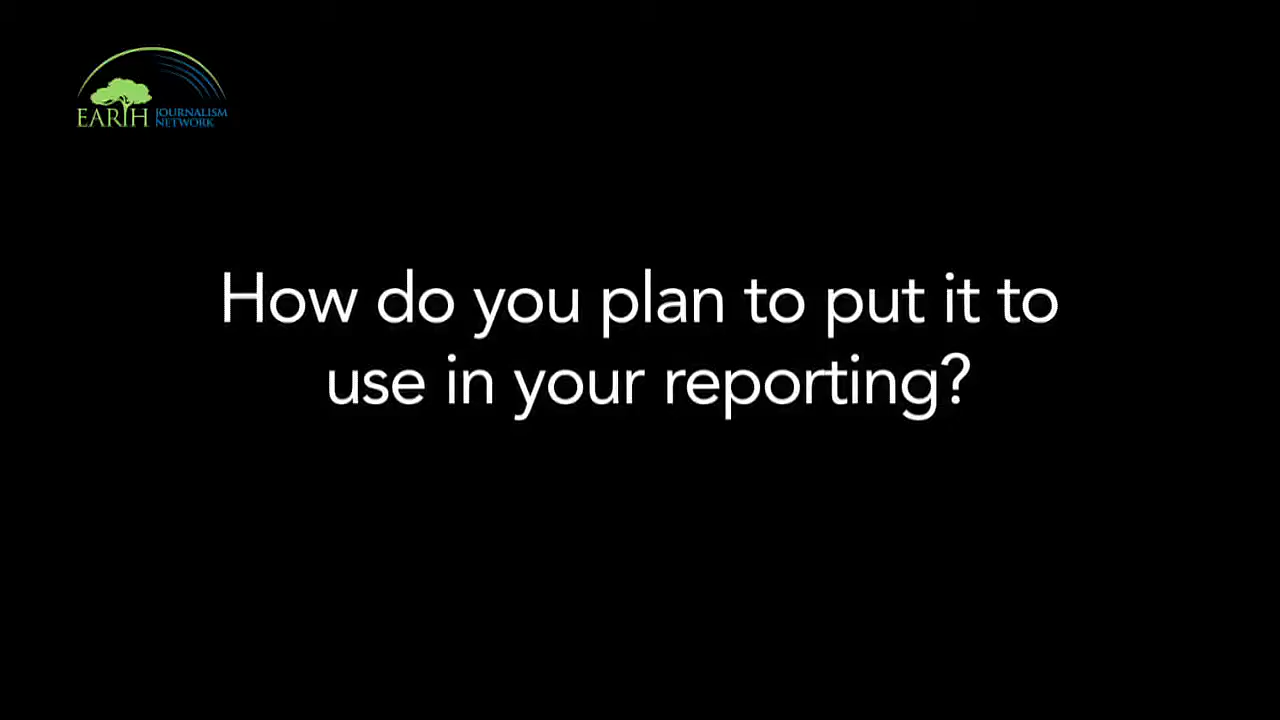 EARTH JOURNALISM
NETWORK
How do you plan to put it to
use in your reporting?